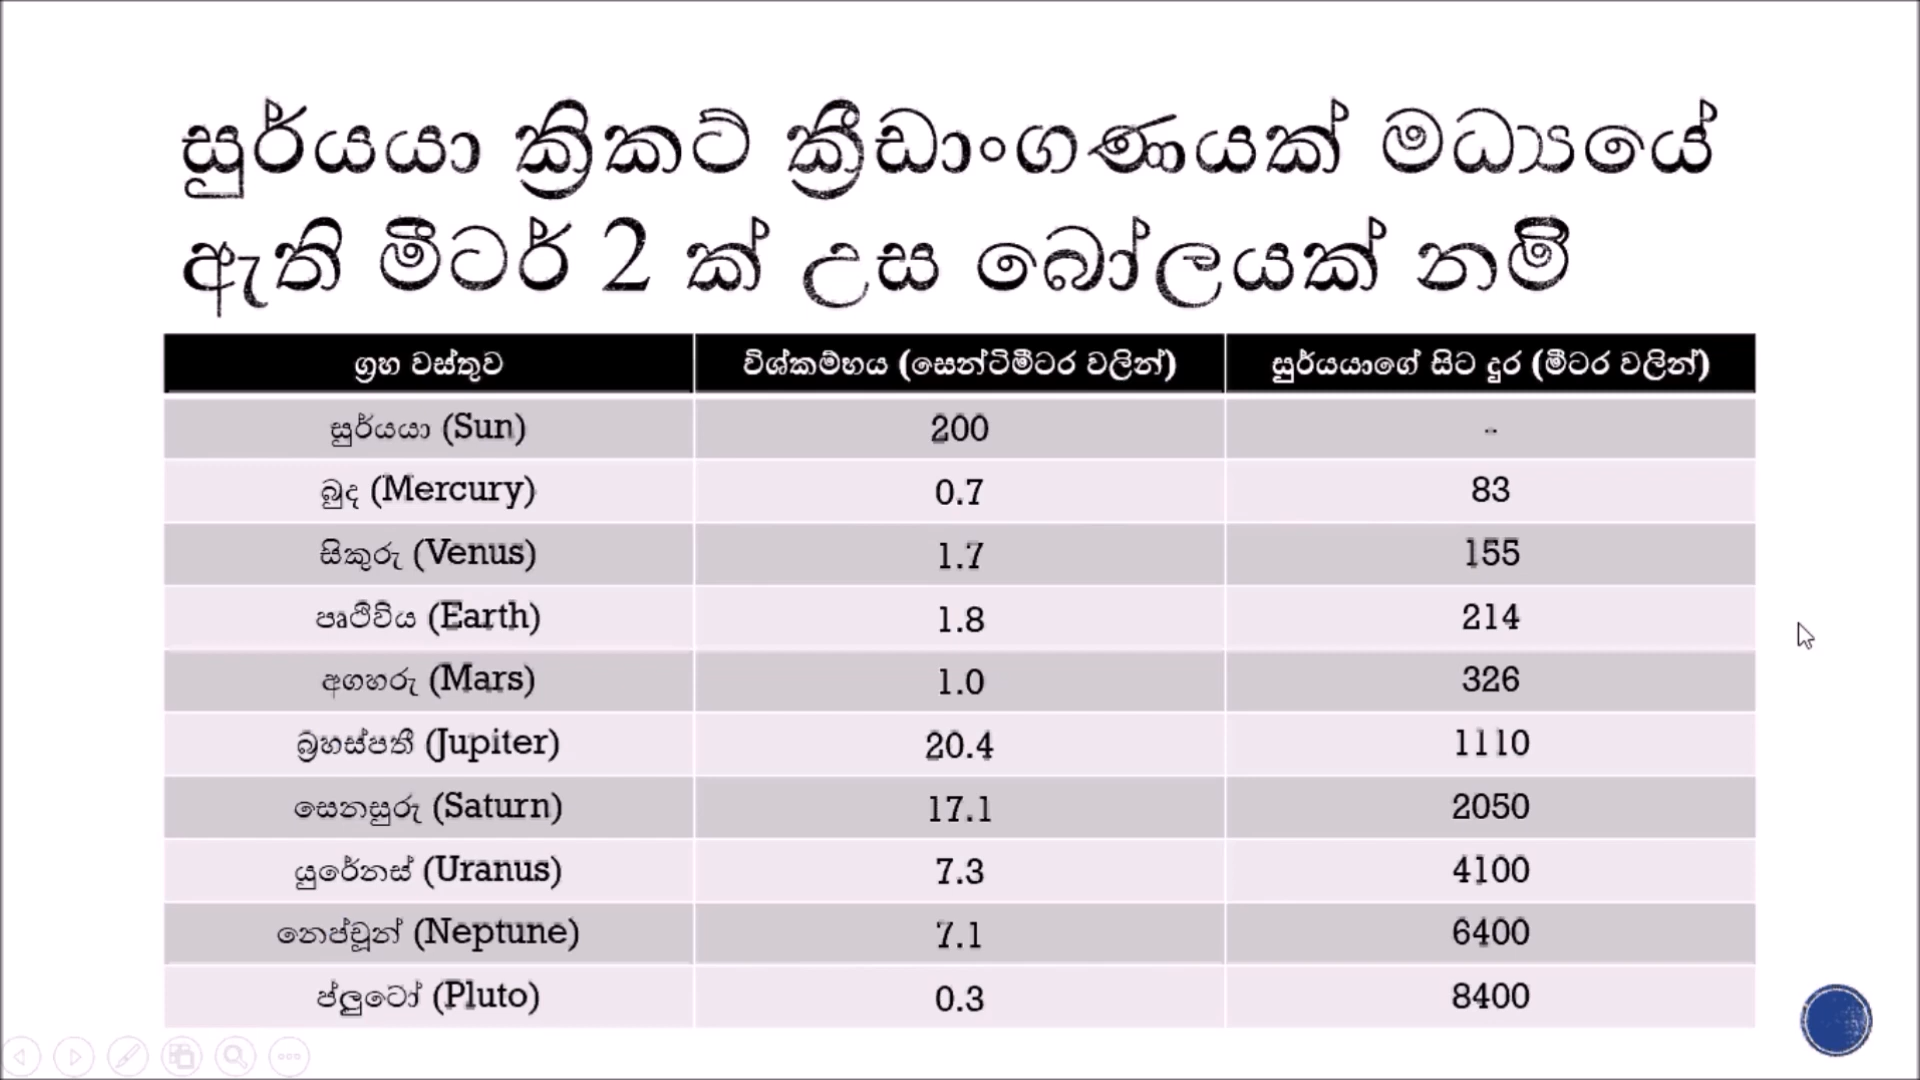 සුර්යයා ක්‍රිකට් ක්‍රීඩාංගණයක් මධ්‍යයේ
ඇති මීටර් 2 ක් උස බෝලයක් නම්
ග්‍රහ වස්තුව විශ්කම්භය (සෙන්ටිමීටර වලින්) සුර්යයාගේ සිට දුර (මීටර වලින්)
සුර්යයා (Sun) 200 -
බුද (Mercury) 0.7 83
සිකුරු (Venus) 1.7 155
පෘථිවිය (Earth) 1.8 214
අගහරු (Mars) 1.0 326
බ්‍රහස්පතී (Jupiter) 20.4 1110
සෙනසුරු (Saturn) 17.1 2050
යුරේනස් (Uranus) 7.3 4100
නෙප්චූන් (Neptune) 7.1 6400
ප්ලුටෝ (Pluto) 0.3 8400